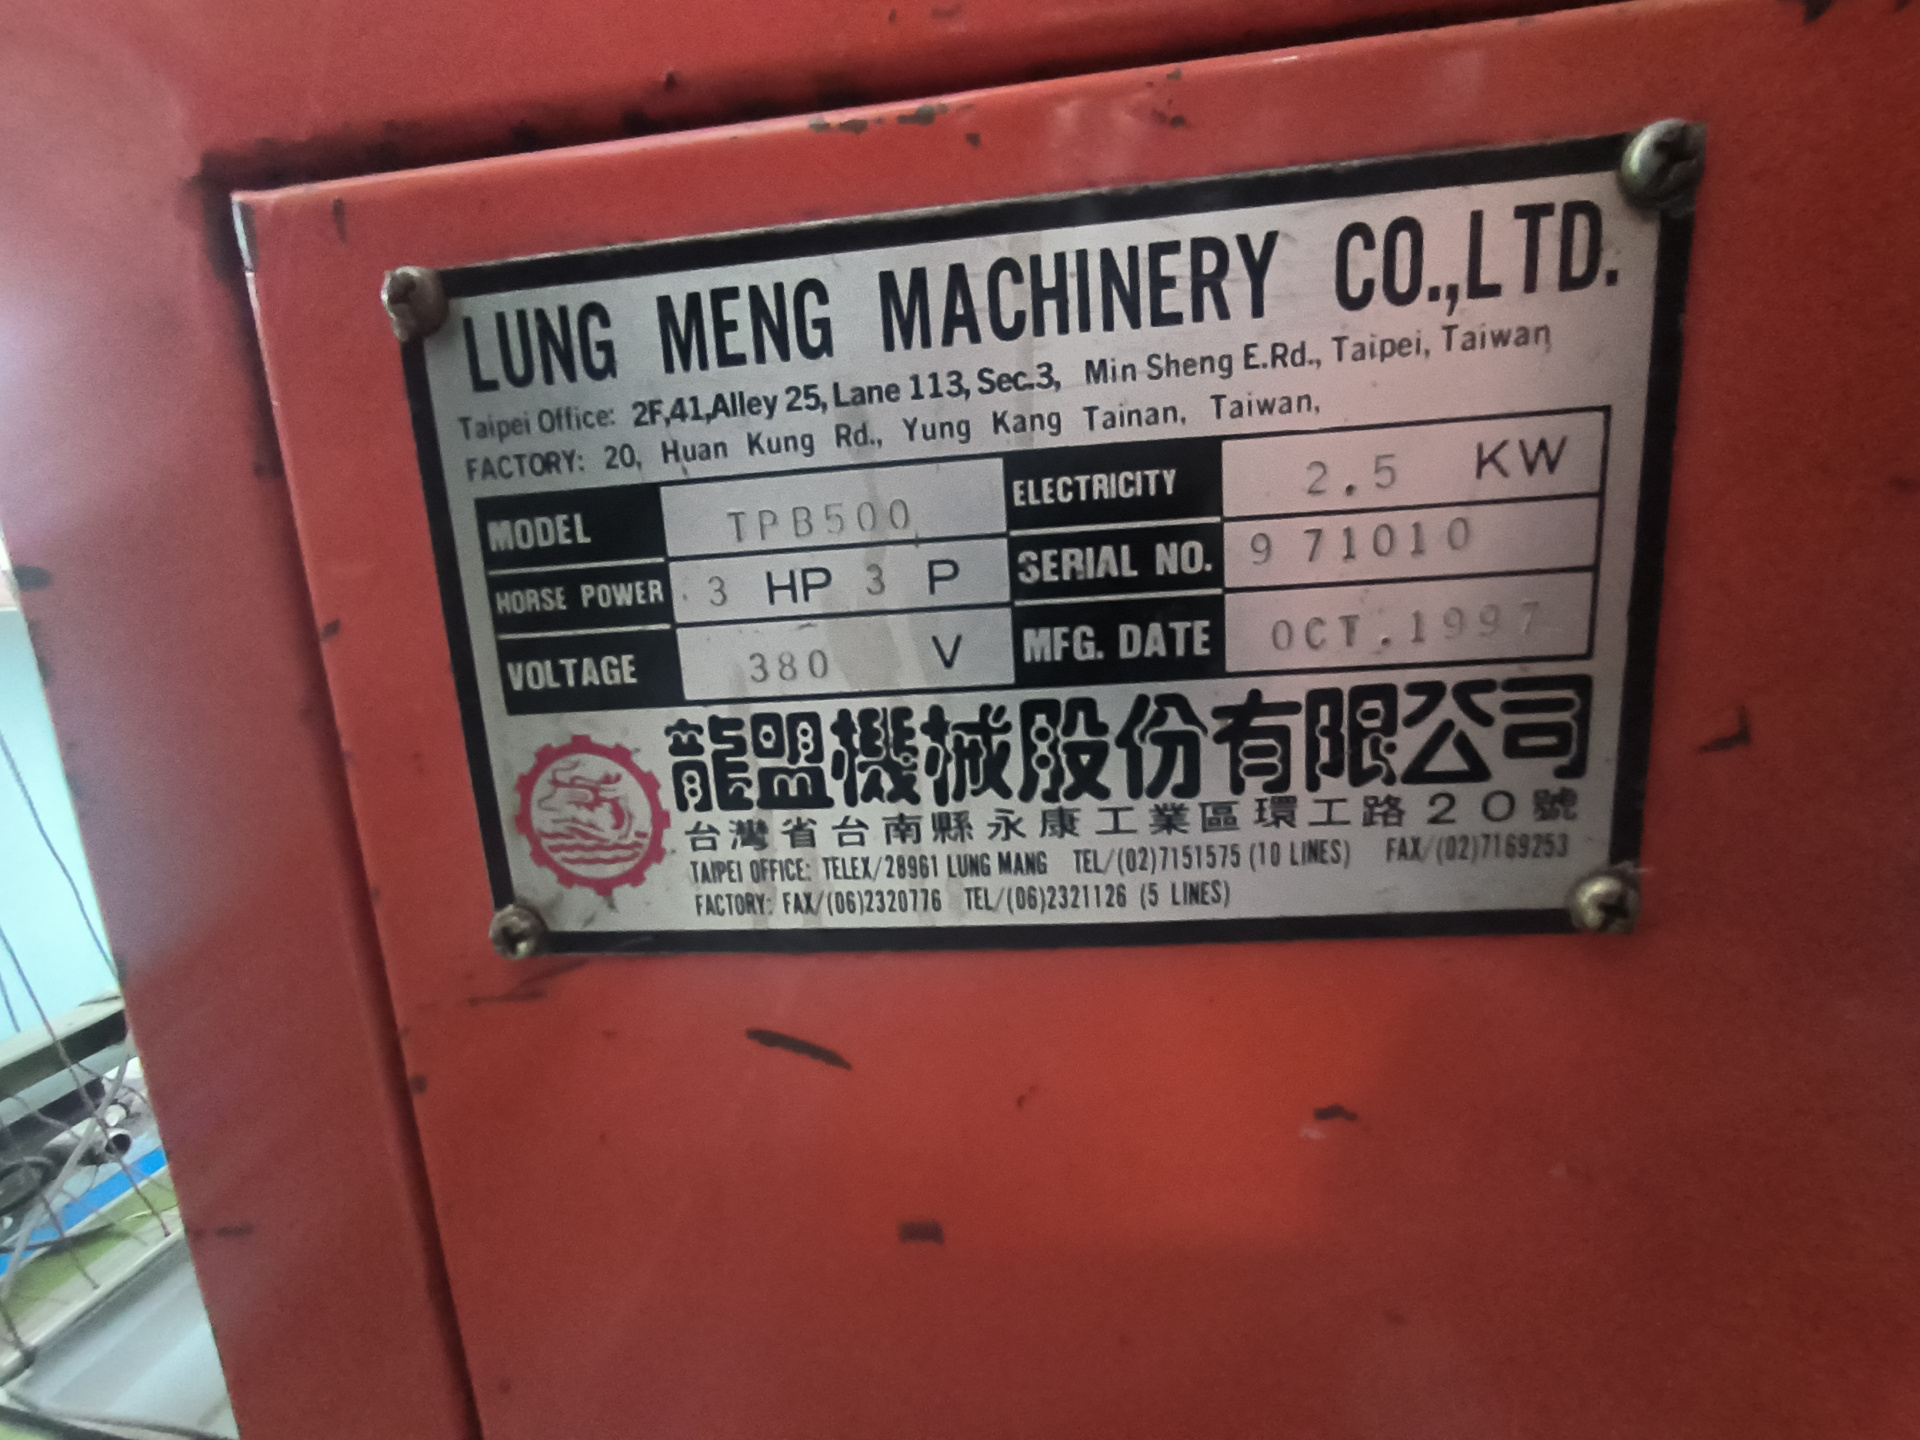 LUNG MENG MACHINERY CO.,LTD.
Taipei Office: 2F,41,Alley 25, Lane 113, Sec.3, Min Sheng E.Rd., Taipei, Taiwan
FACTORY: 20, Huan Kung Rd., Yung Kang Tainan, Taiwan,
MODEL TPB500 ELECTRICITY 2.5 KW
HORSE POWER 3 HP 3 P SERIAL NO. 9 71010
VOLTAGE 380 V MFG. DATE OCT.1997
龍盟機械股份有限公司
台灣省台南縣永康工業區環工路20號
TAIPEI OFFICE: TELEX/28961 LUNG MANG TEL/(02)7151575 (10 LINES) FAX/(02)7169253
FACTORY: FAX/(06)2320776 TEL/(06)2321126 (5 LINES)